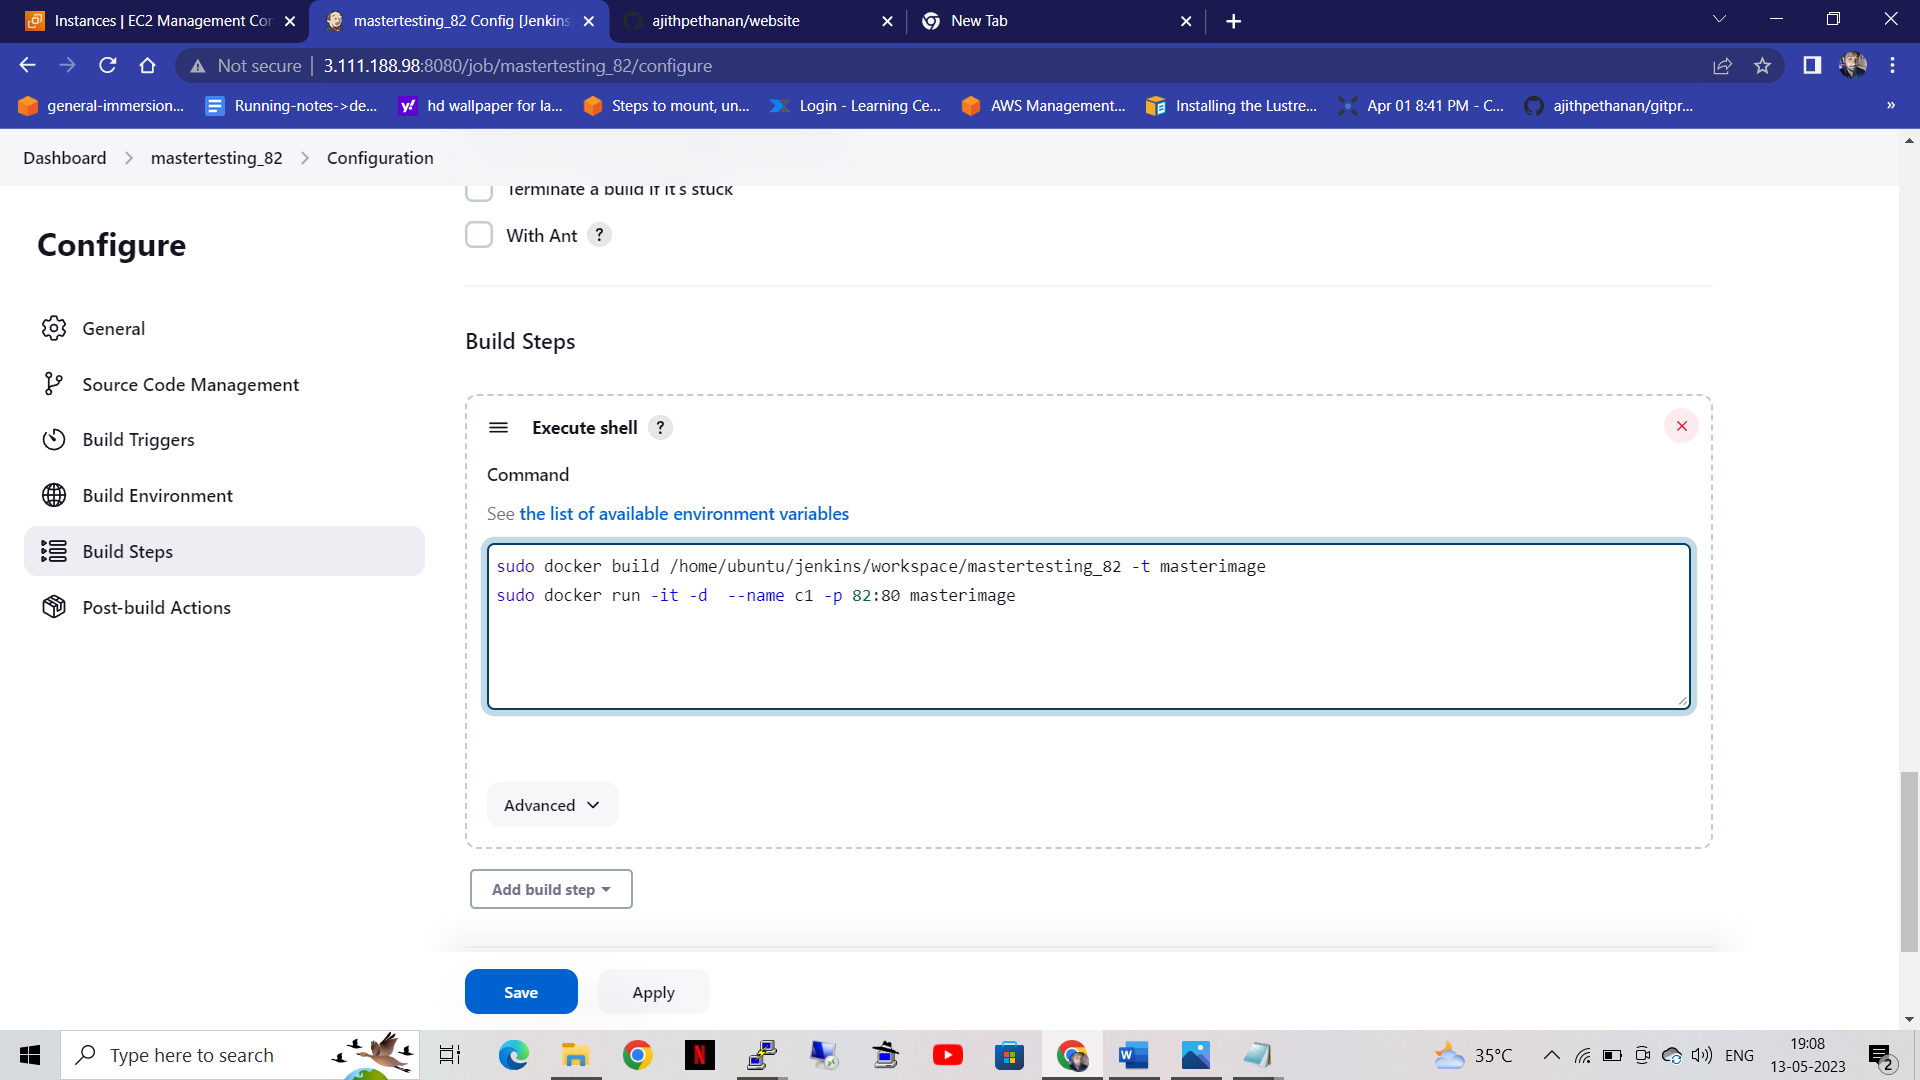 Instances | EC2 Management Con
mastertesting_82 Config [Jenkins
ajithpethanan/website
New Tab
Not secure
3.111.188.98:8080/job/mastertesting_82/configure
general-immersion...
Running-notes->de...
hd wallpaper for la...
Steps to mount, un...
Login - Learning Ce...
AWS Management...
Installing the Lustre...
Apr 01 8:41 PM - C...
ajithpethanan/gitpr...
»
Dashboard
mastertesting_82
Configuration
Terminate a build if it's stuck
With Ant ?
Configure
General
Source Code Management
Build Triggers
Build Environment
Build Steps
Post-build Actions
Build Steps
Execute shell ?
Command
See the list of available environment variables
sudo docker build /home/ubuntu/jenkins/workspace/mastertesting_82 -t masterimage
sudo docker run -it -d  --name c1 -p 82:80 masterimage
Advanced
Add build step
Save
Apply
Type here to search
35°C
ENG
19:08
13-05-2023
2